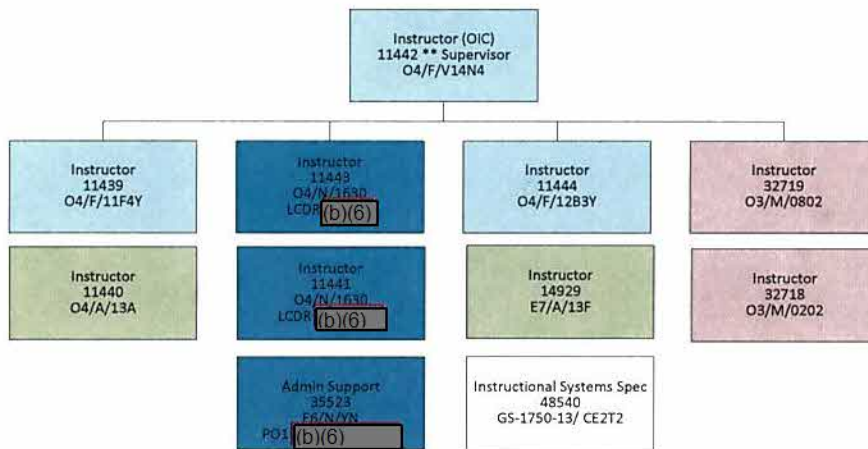 Instructor (OIC)
11442 ** Supervisor
O4/F/V14N4
Instructor
11439
O4/F/11F4Y
Instructor
11443
O4/N/1630
LCDR (b)(6)
Instructor
11444
O4/F/12B3Y
Instructor
32719
O3/M/0802
Instructor
11440
O4/A/13A
Instructor
11441
O4/N/1630
LCDR (b)(6)
Instructor
14929
E7/A/13F
Instructor
32718
O3/M/0202
Admin Support
35523
E6/N/YN
PO1 (b)(6)
Instructional Systems Spec
48540
GS-1750-13/ CE2T2